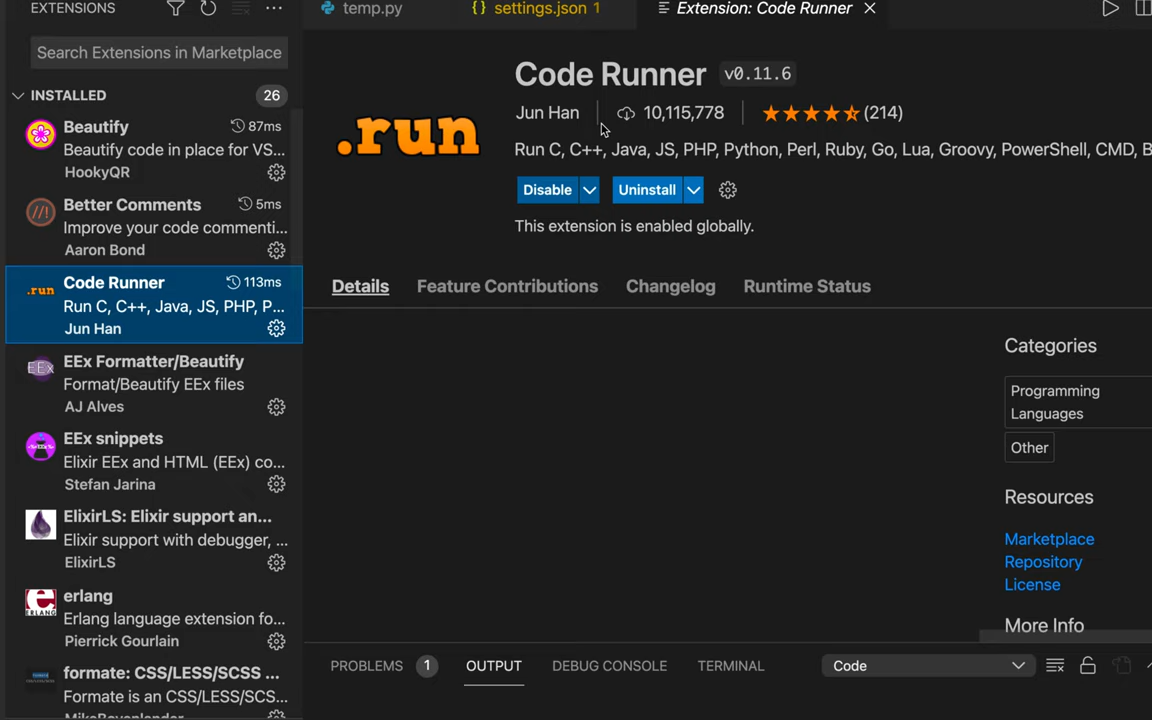 EXTENSIONS
temp.py
settings.json 1
Extension: Code Runner
Search Extensions in Marketplace
INSTALLED 26
Beautify 87ms
Beautify code in place for VS...
HookyQR
Better Comments 5ms
Improve your code commenti...
Aaron Bond
.run
Code Runner 113ms
Run C, C++, Java, JS, PHP, P...
Jun Han
EEx
EEx Formatter/Beautify
Format/Beautify EEx files
AJ Alves
EEx snippets
Elixir EEx and HTML (EEx) co...
Stefan Jarina
ElixirLS: Elixir support an...
Elixir support with debugger, ...
ElixirLS
erlang
Erlang language extension fo...
Pierrick Gourlain
formate: CSS/LESS/SCSS ...
Formate is an CSS/LESS/SCS...
.run
Code Runner v0.11.6
Jun Han 10,115,778 (214)
Run C, C++, Java, JS, PHP, Python, Perl, Ruby, Go, Lua, Groovy, PowerShell, CMD, B
Disable Uninstall
This extension is enabled globally.
Details Feature Contributions Changelog Runtime Status
Categories
Programming
Languages
Other
Resources
Marketplace
Repository
License
More Info
PROBLEMS 1 OUTPUT DEBUG CONSOLE TERMINAL Code